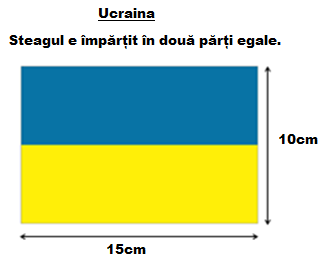 Ucraina
Steagul e împărțit în două părți egale.
10cm
15cm